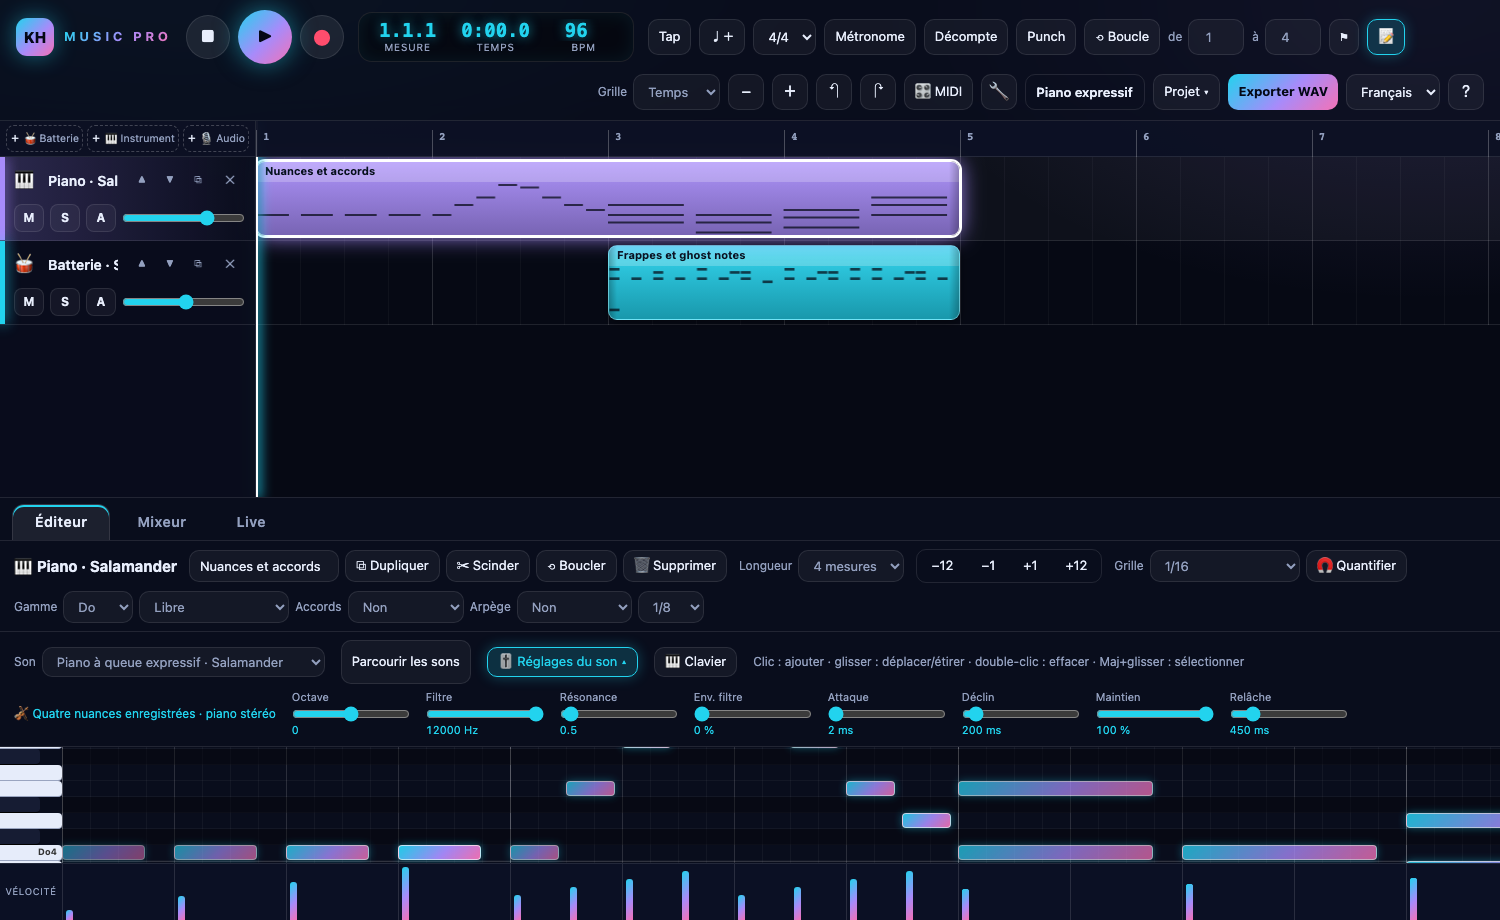 KH MUSIC PRO
1.1.1 0:00.0 96
MESURE TEMPS BPM
Tap ♩+ 4/4 Métronome Décompte Punch ⟲ Boucle de 1 à 4
Grille Temps − + MIDI Piano expressif Projet ▾ Exporter WAV Français ?
+ Batterie + Instrument + Audio
1 2 3 4 5 6 7 8
Piano · Sal
M S A
Nuances et accords
Batterie · S
M S A
Frappes et ghost notes
Éditeur Mixeur Live
Piano · Salamander Nuances et accords Dupliquer Scinder Boucler Supprimer Longueur 4 mesures −12 −1 +1 +12 Grille 1/16 Quantifier
Gamme Do Libre Accords Non Arpège Non 1/8
Son Piano à queue expressif · Salamander Parcourir les sons Réglages du son ▴ Clavier Clic : ajouter · glisser : déplacer/étirer · double-clic : effacer · Maj+glisser : sélectionner
Octave Filtre Résonance Env. filtre Attaque Déclin Maintien Relâche
Quatre nuances enregistrées · piano stéréo
0 12000 Hz 0.5 0 % 2 ms 200 ms 100 % 450 ms
Do4
VÉLOCITÉ